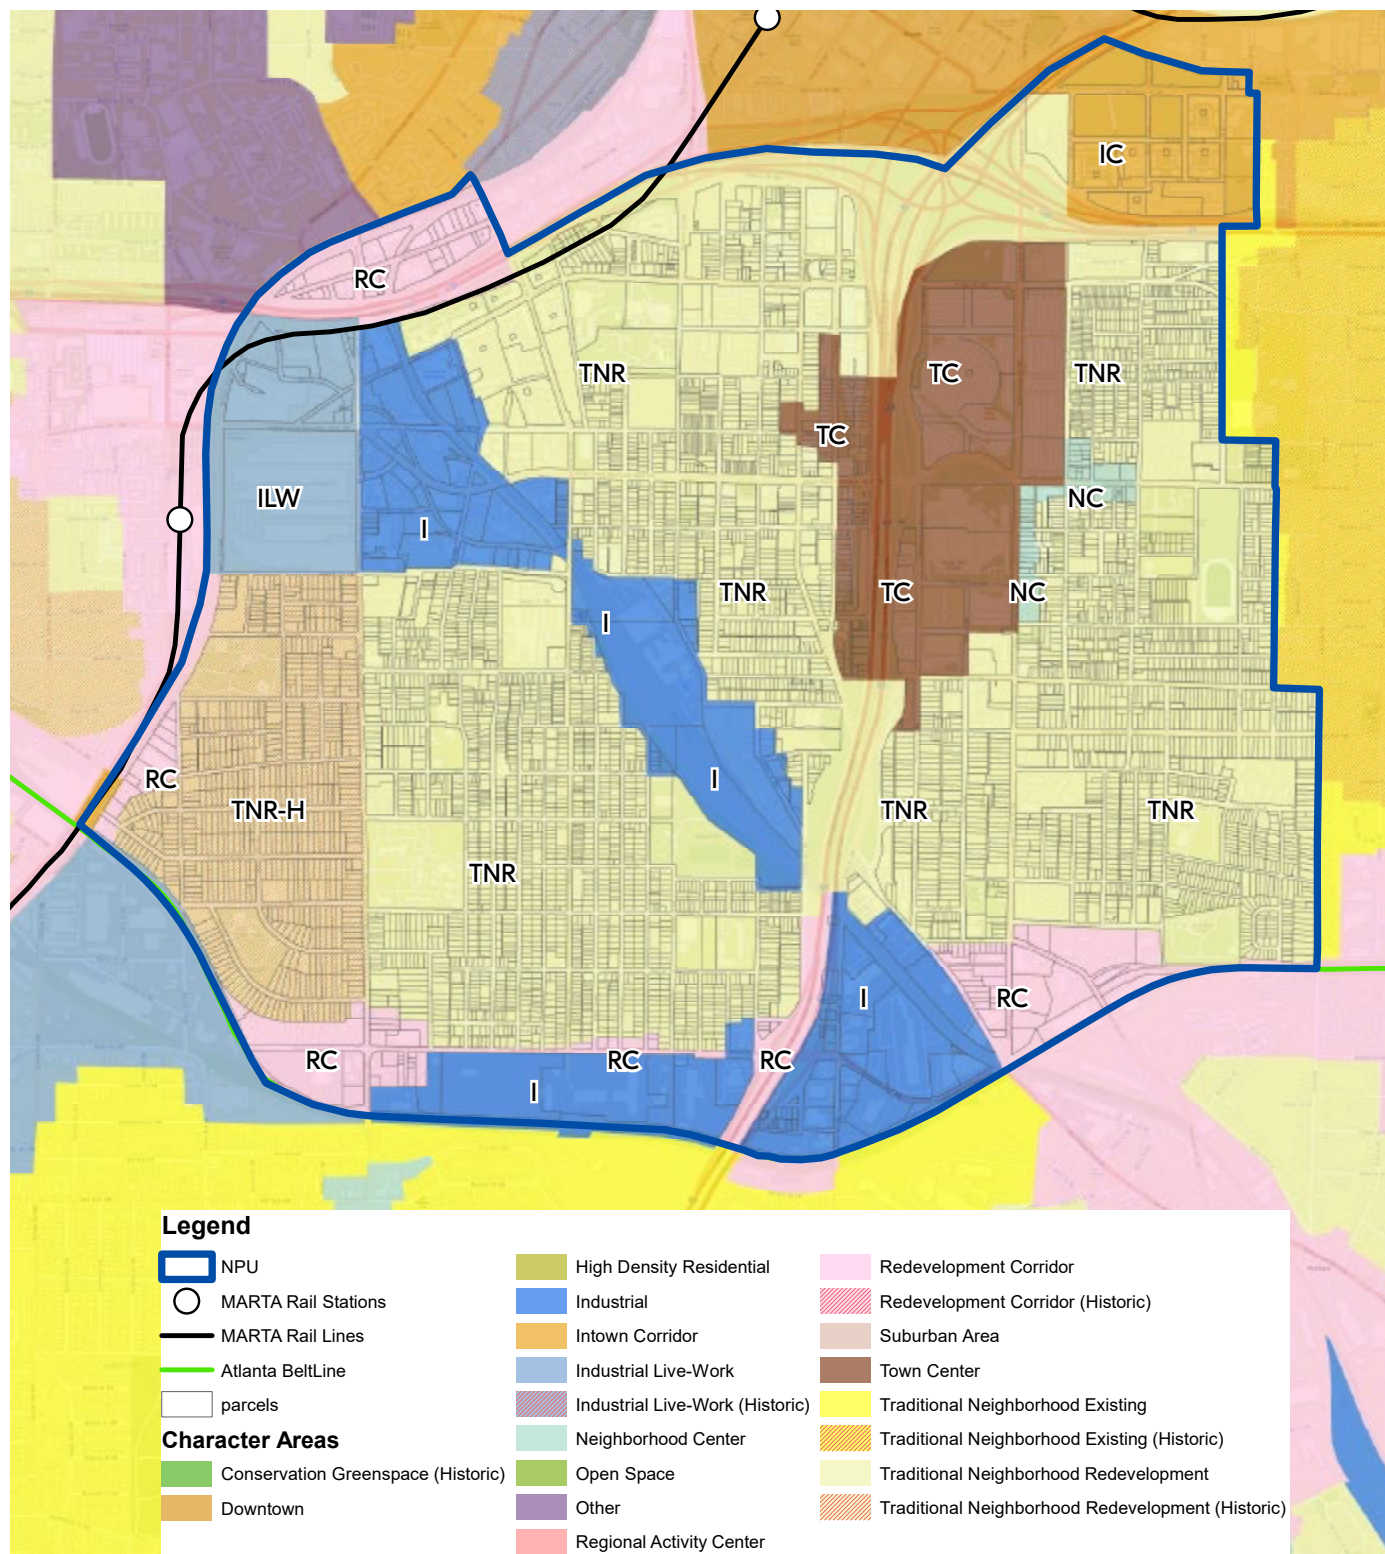 IC
RC
TNR
TC
TNR
TC
ILW
NC
I
TNR
TC
NC
I
RC
I
TNR-H
TNR
TNR
TNR
I
RC
RC
RC
RC
I
Legend
NPU
MARTA Rail Stations
MARTA Rail Lines
Atlanta BeltLine
parcels
Character Areas
Conservation Greenspace (Historic)
Downtown
High Density Residential
Industrial
Intown Corridor
Industrial Live-Work
Industrial Live-Work (Historic)
Neighborhood Center
Open Space
Other
Regional Activity Center
Redevelopment Corridor
Redevelopment Corridor (Historic)
Suburban Area
Town Center
Traditional Neighborhood Existing
Traditional Neighborhood Existing (Historic)
Traditional Neighborhood Redevelopment
Traditional Neighborhood Redevelopment (Historic)